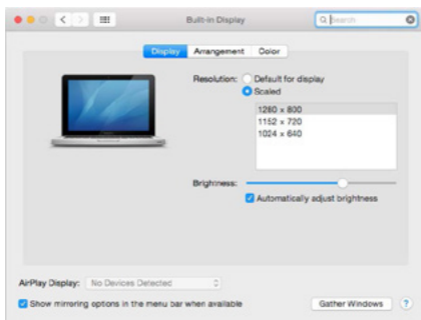 Built-in Display
Search
Display Arrangement Color
Resolution: Default for display
Scaled
1280 x 800
1152 x 720
1024 x 640
Brightness:
Automatically adjust brightness
AirPlay Display: No Devices Detected
Show mirroring options in the menu bar when available
Gather Windows ?